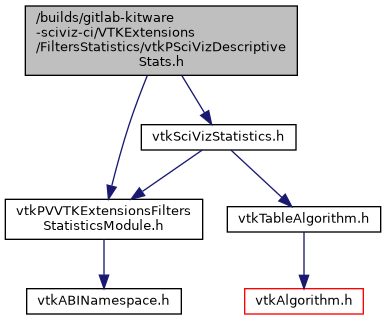 /builds/gitlab-kitware
-sciviz-ci/VTKExtensions
/FiltersStatistics/vtkPSciVizDescriptive
Stats.h
vtkSciVizStatistics.h
vtkPVVTKExtensionsFilters
StatisticsModule.h
vtkTableAlgorithm.h
vtkABINamespace.h
vtkAlgorithm.h